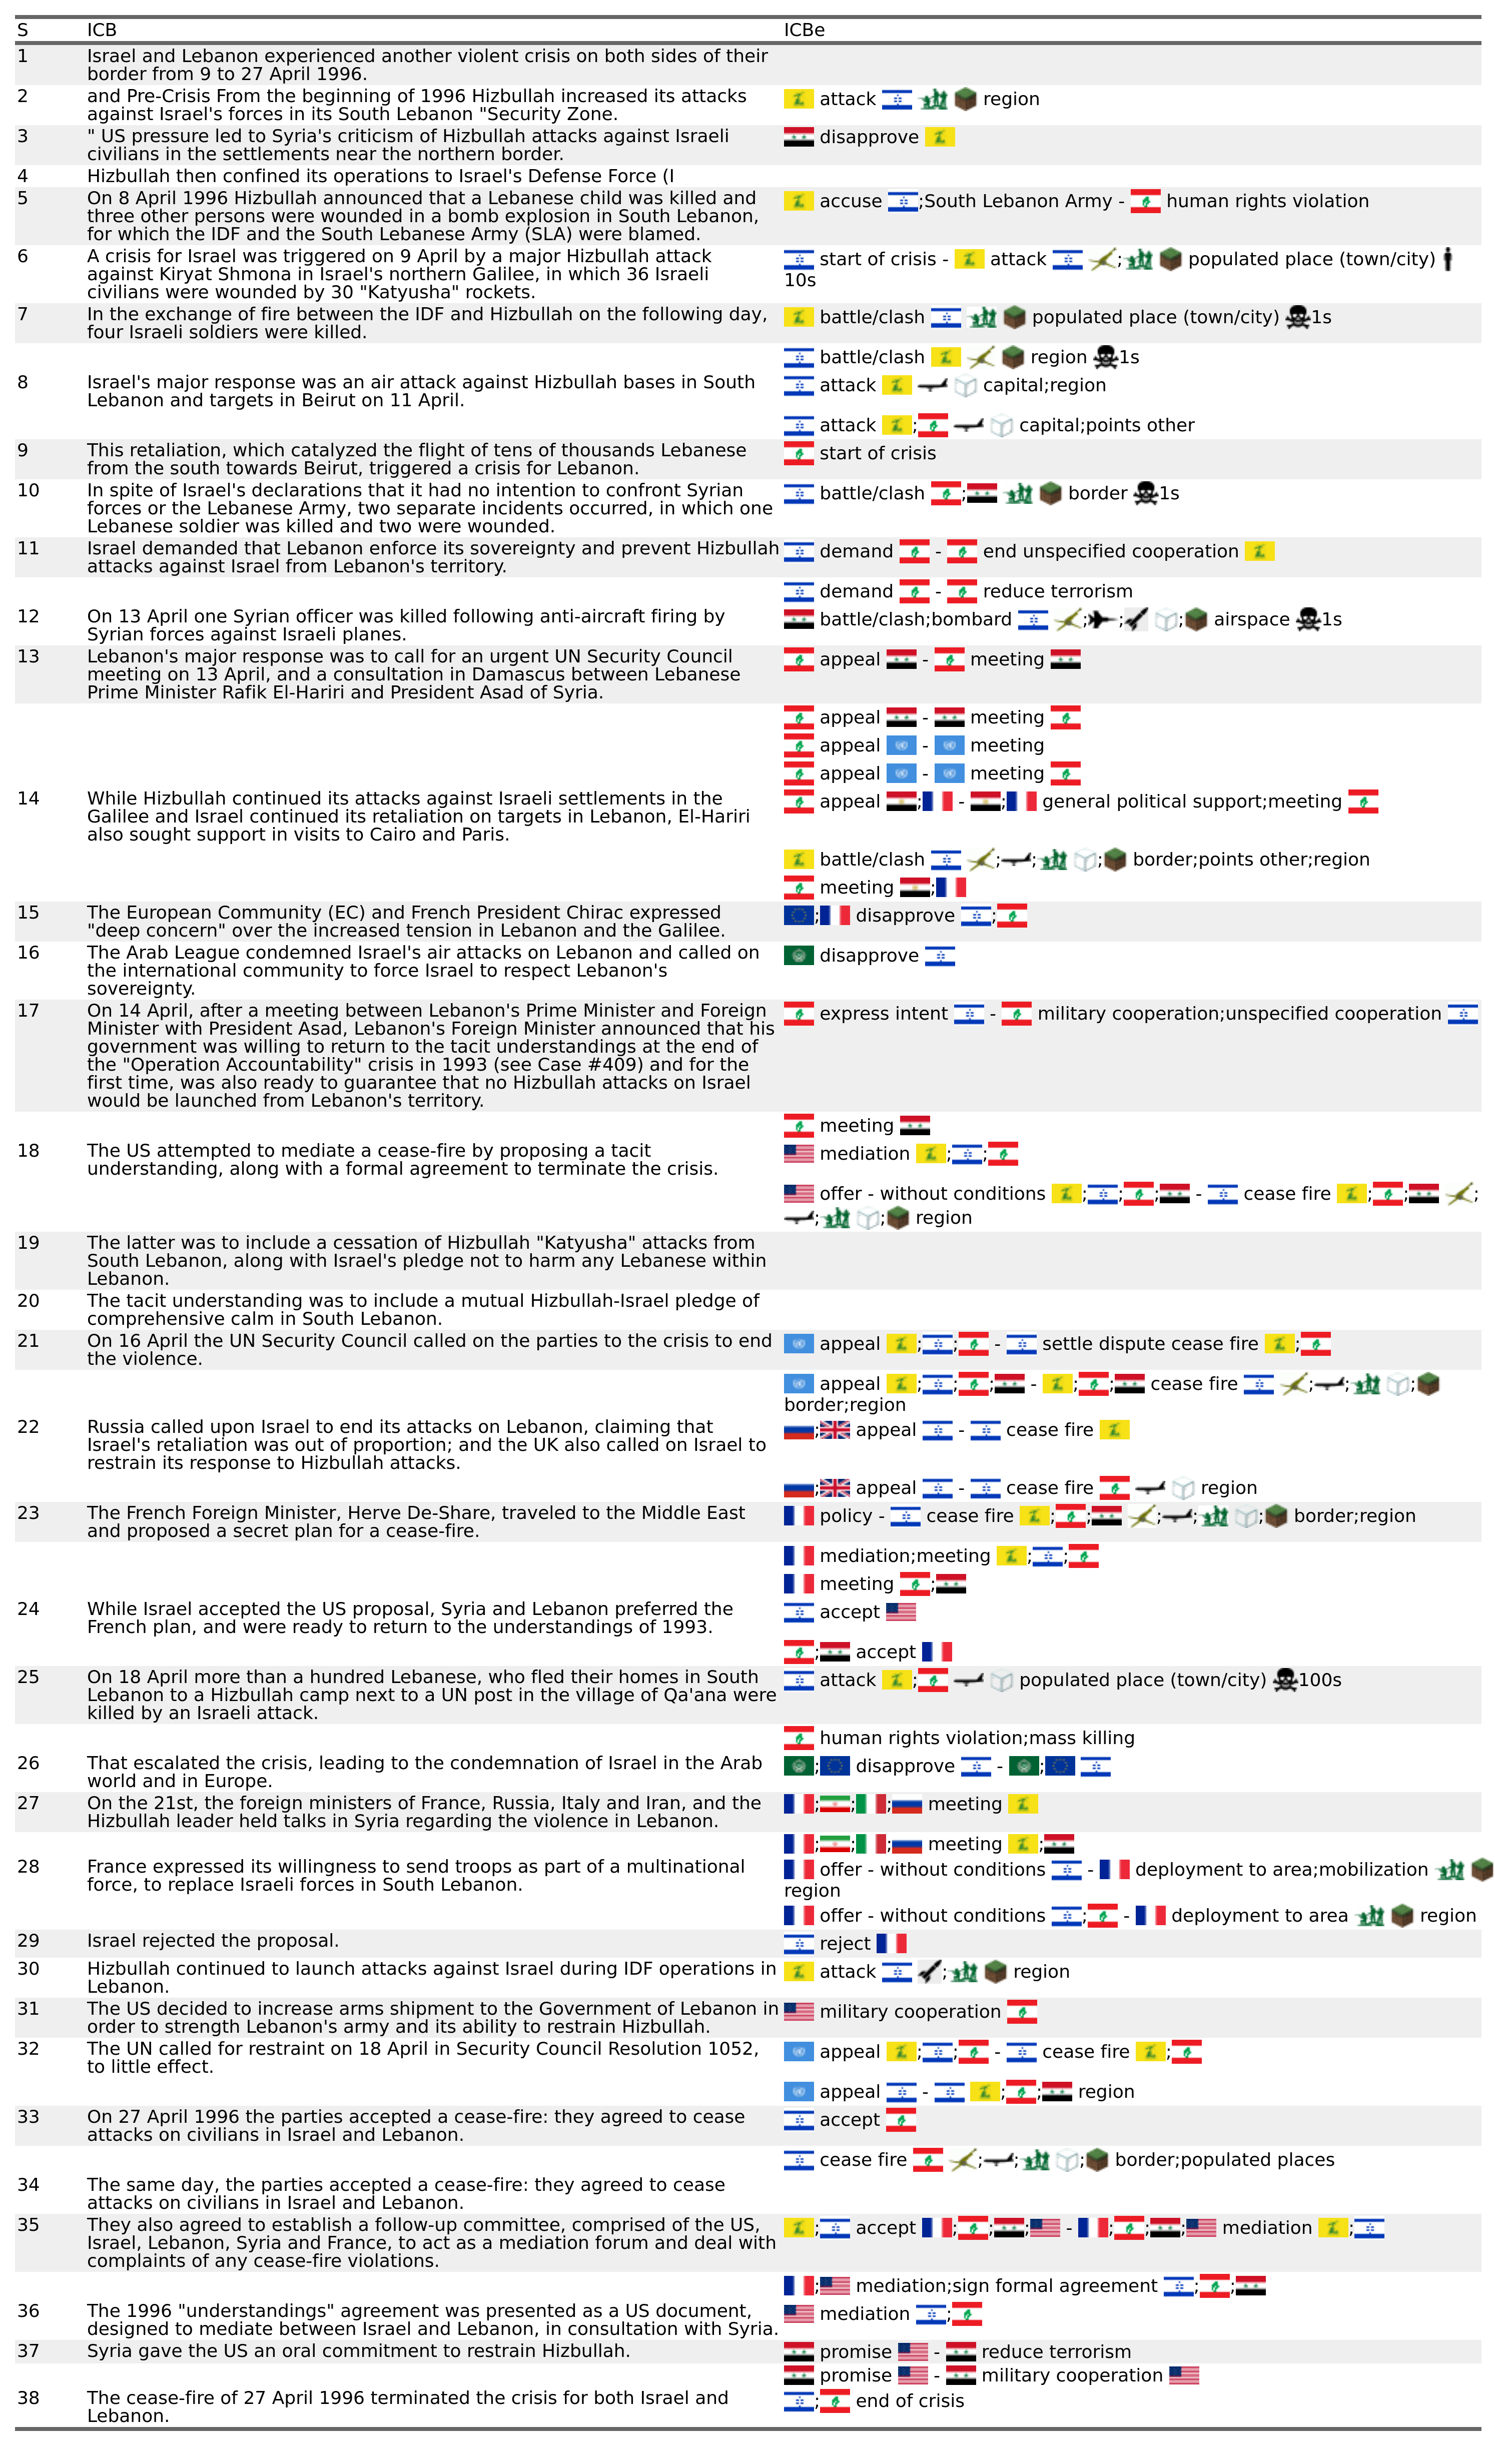 S ICB ICBe
1 Israel and Lebanon experienced another violent crisis on both sides of their
border from 9 to 27 April 1996.
2 and Pre-Crisis From the beginning of 1996 Hizbullah increased its attacks
against Israel's forces in its South Lebanon "Security Zone.
attack region
3 " US pressure led to Syria's criticism of Hizbullah attacks against Israeli
civilians in the settlements near the northern border.
disapprove
4 Hizbullah then confined its operations to Israel's Defense Force (I
5 On 8 April 1996 Hizbullah announced that a Lebanese child was killed and
three other persons were wounded in a bomb explosion in South Lebanon,
for which the IDF and the South Lebanese Army (SLA) were blamed.
accuse ;South Lebanon Army - human rights violation
6 A crisis for Israel was triggered on 9 April by a major Hizbullah attack
against Kiryat Shmona in Israel's northern Galilee, in which 36 Israeli
civilians were wounded by 30 "Katyusha" rockets.
start of crisis - attack ; populated place (town/city)
10s
7 In the exchange of fire between the IDF and Hizbullah on the following day,
four Israeli soldiers were killed.
battle/clash populated place (town/city) 1s
battle/clash region 1s
8 Israel's major response was an air attack against Hizbullah bases in South
Lebanon and targets in Beirut on 11 April.
attack capital;region
attack ; capital;points other
9 This retaliation, which catalyzed the flight of tens of thousands Lebanese
from the south towards Beirut, triggered a crisis for Lebanon.
start of crisis
10 In spite of Israel's declarations that it had no intention to confront Syrian
forces or the Lebanese Army, two separate incidents occurred, in which one
Lebanese soldier was killed and two were wounded.
battle/clash ; border 1s
11 Israel demanded that Lebanon enforce its sovereignty and prevent Hizbullah
attacks against Israel from Lebanon's territory.
demand - end unspecified cooperation
demand - reduce terrorism
12 On 13 April one Syrian officer was killed following anti-aircraft firing by
Syrian forces against Israeli planes.
battle/clash;bombard ; ; ; airspace 1s
13 Lebanon's major response was to call for an urgent UN Security Council
meeting on 13 April, and a consultation in Damascus between Lebanese
Prime Minister Rafik El-Hariri and President Asad of Syria.
appeal - meeting
appeal - meeting
appeal - meeting
appeal - meeting
14 While Hizbullah continued its attacks against Israeli settlements in the
Galilee and Israel continued its retaliation on targets in Lebanon, El-Hariri
also sought support in visits to Cairo and Paris.
appeal ; - ; general political support;meeting
battle/clash ; ; ; border;points other;region
meeting ;
15 The European Community (EC) and French President Chirac expressed
"deep concern" over the increased tension in Lebanon and the Galilee.
; disapprove ;
16 The Arab League condemned Israel's air attacks on Lebanon and called on
the international community to force Israel to respect Lebanon's
sovereignty.
disapprove
17 On 14 April, after a meeting between Lebanon's Prime Minister and Foreign
Minister with President Asad, Lebanon's Foreign Minister announced that his
government was willing to return to the tacit understandings at the end of
the "Operation Accountability" crisis in 1993 (see Case #409) and for the
first time, was also ready to guarantee that no Hizbullah attacks on Israel
would be launched from Lebanon's territory.
express intent - military cooperation;unspecified cooperation
meeting
18 The US attempted to mediate a cease-fire by proposing a tacit
understanding, along with a formal agreement to terminate the crisis.
mediation ; ;
offer - without conditions ; ; ; - cease fire ; ; ;
; ; region
19 The latter was to include a cessation of Hizbullah "Katyusha" attacks from
South Lebanon, along with Israel's pledge not to harm any Lebanese within
Lebanon.
20 The tacit understanding was to include a mutual Hizbullah-Israel pledge of
comprehensive calm in South Lebanon.
21 On 16 April the UN Security Council called on the parties to the crisis to end
the violence.
appeal ; ; - settle dispute cease fire ;
appeal ; ; ; - ; ; cease fire ; ; ;
border;region
22 Russia called upon Israel to end its attacks on Lebanon, claiming that
Israel's retaliation was out of proportion; and the UK also called on Israel to
restrain its response to Hizbullah attacks.
; appeal - cease fire
; appeal - cease fire region
23 The French Foreign Minister, Herve De-Share, traveled to the Middle East
and proposed a secret plan for a cease-fire.
policy - cease fire ; ; ; ; ; border;region
mediation;meeting ; ;
meeting ;
24 While Israel accepted the US proposal, Syria and Lebanon preferred the
French plan, and were ready to return to the understandings of 1993.
accept
; accept
25 On 18 April more than a hundred Lebanese, who fled their homes in South
Lebanon to a Hizbullah camp next to a UN post in the village of Qa'ana were
killed by an Israeli attack.
attack ; populated place (town/city) 100s
human rights violation;mass killing
26 That escalated the crisis, leading to the condemnation of Israel in the Arab
world and in Europe.
; disapprove - ;
27 On the 21st, the foreign ministers of France, Russia, Italy and Iran, and the
Hizbullah leader held talks in Syria regarding the violence in Lebanon.
; ; ; meeting
; ; ; meeting ;
28 France expressed its willingness to send troops as part of a multinational
force, to replace Israeli forces in South Lebanon.
offer - without conditions - deployment to area;mobilization
region
offer - without conditions ; - deployment to area region
29 Israel rejected the proposal.
reject
30 Hizbullah continued to launch attacks against Israel during IDF operations in
Lebanon.
attack ; region
31 The US decided to increase arms shipment to the Government of Lebanon in
order to strength Lebanon's army and its ability to restrain Hizbullah.
military cooperation
32 The UN called for restraint on 18 April in Security Council Resolution 1052,
to little effect.
appeal ; ; - cease fire ;
appeal - ; ; region
33 On 27 April 1996 the parties accepted a cease-fire: they agreed to cease
attacks on civilians in Israel and Lebanon.
accept
cease fire ; ; ; border;populated places
34 The same day, the parties accepted a cease-fire: they agreed to cease
attacks on civilians in Israel and Lebanon.
35 They also agreed to establish a follow-up committee, comprised of the US,
Israel, Lebanon, Syria and France, to act as a mediation forum and deal with
complaints of any cease-fire violations.
; accept ; ; ; - ; ; ; mediation ;
; mediation;sign formal agreement ; ;
36 The 1996 "understandings" agreement was presented as a US document,
designed to mediate between Israel and Lebanon, in consultation with Syria.
mediation ;
37 Syria gave the US an oral commitment to restrain Hizbullah.
promise - reduce terrorism
promise - military cooperation
38 The cease-fire of 27 April 1996 terminated the crisis for both Israel and
Lebanon.
; end of crisis